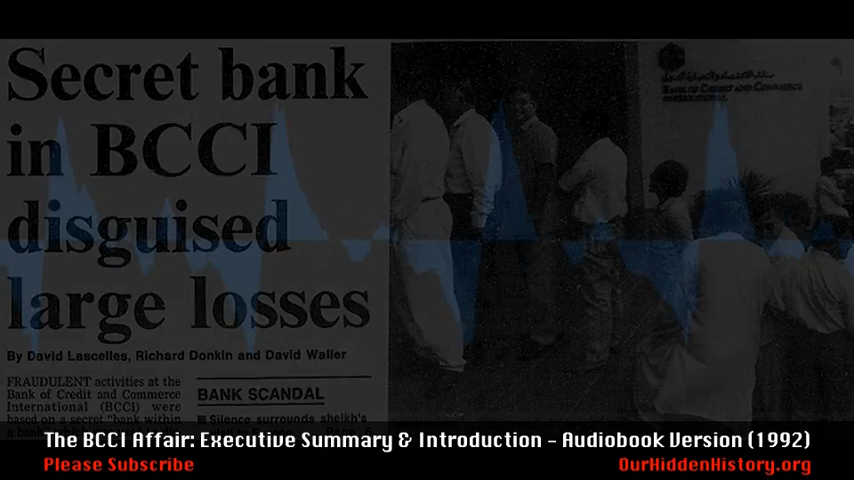 Secret bank
in BCCI
disguised
large losses
By David Lascelles, Richard Donkin and David Waller
FRAUDULENT activities at the
Bank of Credit and Commerce
International (BCCI) were
based on a secret "bank within
BANK SCANDAL
Silence surrounds sheikh's
BANK OF CREDIT AND COMMERCE
The BCCI Affair: Executive Summary & Introduction - Audiobook Version (1992)
Please Subscribe
OurHiddenHistory.org